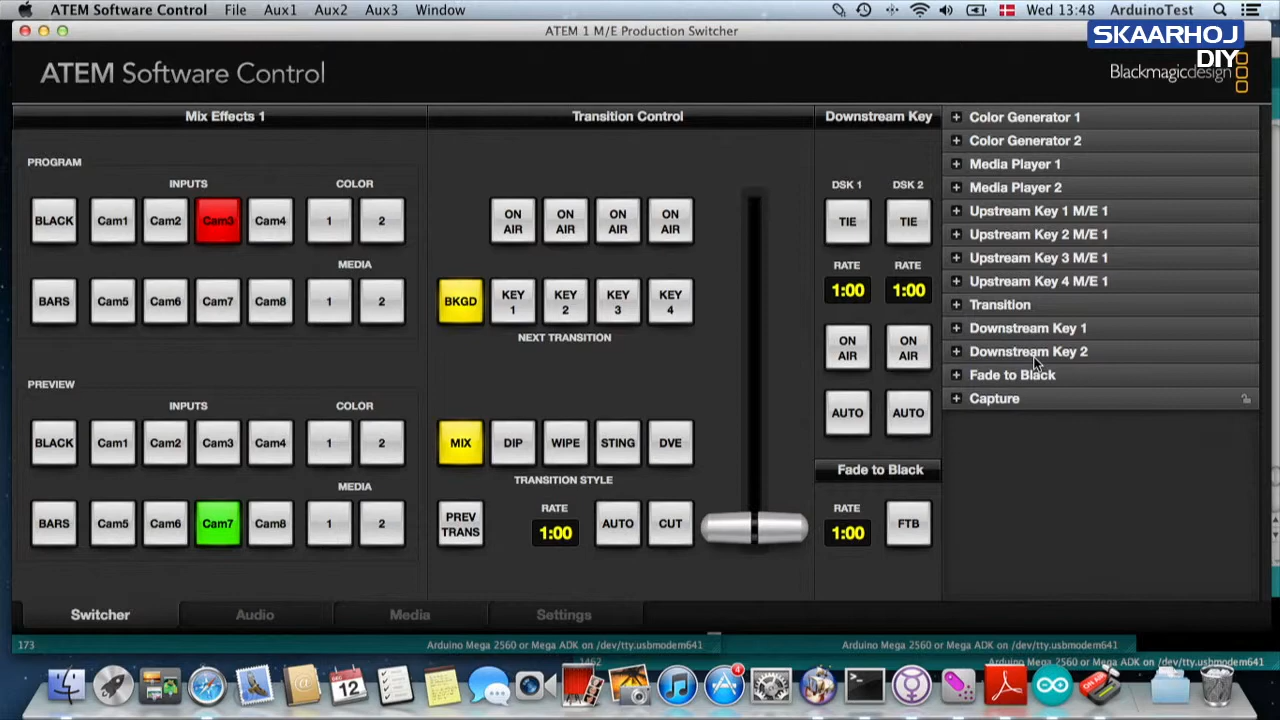 ATEM Software Control File Aux1 Aux2 Aux3 Window Wed 13:48 ArduinoTest
SKAARHOJ
DIY
ATEM 1 M/E Production Switcher
ATEM Software Control
Blackmagicdesign
Mix Effects 1
Transition Control
Downstream Key
PROGRAM
INPUTS
COLOR
BLACK Cam1 Cam2 Cam3 Cam4 1 2
MEDIA
BARS Cam5 Cam6 Cam7 Cam8 1 2
PREVIEW
INPUTS
COLOR
BLACK Cam1 Cam2 Cam3 Cam4 1 2
MEDIA
BARS Cam5 Cam6 Cam7 Cam8 1 2
ON ON ON ON
AIR AIR AIR AIR
BKGD KEY KEY KEY KEY
1 2 3 4
NEXT TRANSITION
MIX DIP WIPE STING DVE
TRANSITION STYLE
PREV
TRANS
RATE
1:00
AUTO CUT
DSK 1 DSK 2
TIE TIE
RATE RATE
1:00 1:00
ON ON
AIR AIR
AUTO AUTO
Fade to Black
RATE
1:00 FTB
Color Generator 1
Color Generator 2
Media Player 1
Media Player 2
Upstream Key 1 M/E 1
Upstream Key 2 M/E 1
Upstream Key 3 M/E 1
Upstream Key 4 M/E 1
Transition
Downstream Key 1
Downstream Key 2
Fade to Black
Capture
Switcher Audio Media Settings
173 Arduino Mega 2560 or Mega ADK on /dev/tty.usbmodem641 Arduino Mega 2560 or Mega ADK on /dev/tty.usbmodem641
1462 Arduino Mega 2560 or Mega ADK on /dev/tty.usbmodem641
12
4